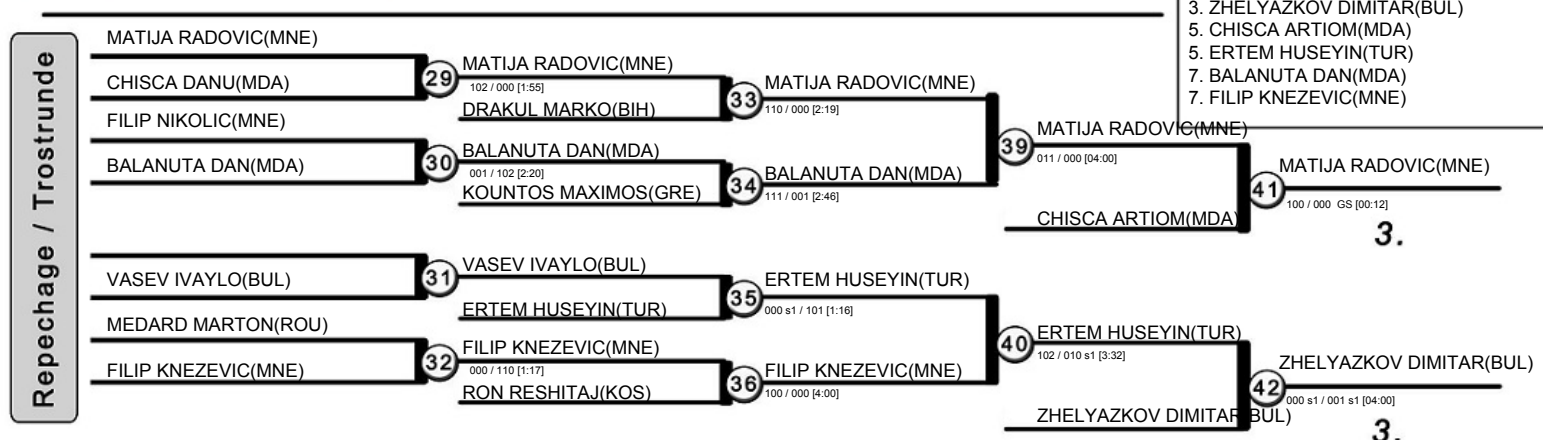 3. ZHELYAZKOV DIMITAR(BUL)
5. CHISCA ARTIOM(MDA)
5. ERTEM HUSEYIN(TUR)
7. BALANUTA DAN(MDA)
7. FILIP KNEZEVIC(MNE)
Repechage / Trostrunde
MATIJA RADOVIC(MNE)
CHISCA DANU(MDA)
FILIP NIKOLIC(MNE)
BALANUTA DAN(MDA)
VASEV IVAYLO(BUL)
MEDARD MARTON(ROU)
FILIP KNEZEVIC(MNE)
29
30
31
32
MATIJA RADOVIC(MNE)
102 / 000 [1:55]
DRAKUL MARKO(BIH)
BALANUTA DAN(MDA)
001 / 102 [2:20]
KOUNTOS MAXIMOS(GRE)
VASEV IVAYLO(BUL)
ERTEM HUSEYIN(TUR)
FILIP KNEZEVIC(MNE)
000 / 110 [1:17]
RON RESHITAJ(KOS)
33
34
35
36
MATIJA RADOVIC(MNE)
110 / 000 [2:19]
BALANUTA DAN(MDA)
111 / 001 [2:46]
ERTEM HUSEYIN(TUR)
000 s1 / 101 [1:16]
FILIP KNEZEVIC(MNE)
100 / 000 [4:00]
39
40
MATIJA RADOVIC(MNE)
011 / 000 [04:00]
CHISCA ARTIOM(MDA)
ERTEM HUSEYIN(TUR)
102 / 010 s1 [3:32]
ZHELYAZKOV DIMITAR(BUL)
41
42
MATIJA RADOVIC(MNE)
100 / 000 GS [00:12]
3.
ZHELYAZKOV DIMITAR(BUL)
000 s1 / 001 s1 [04:00]
3.